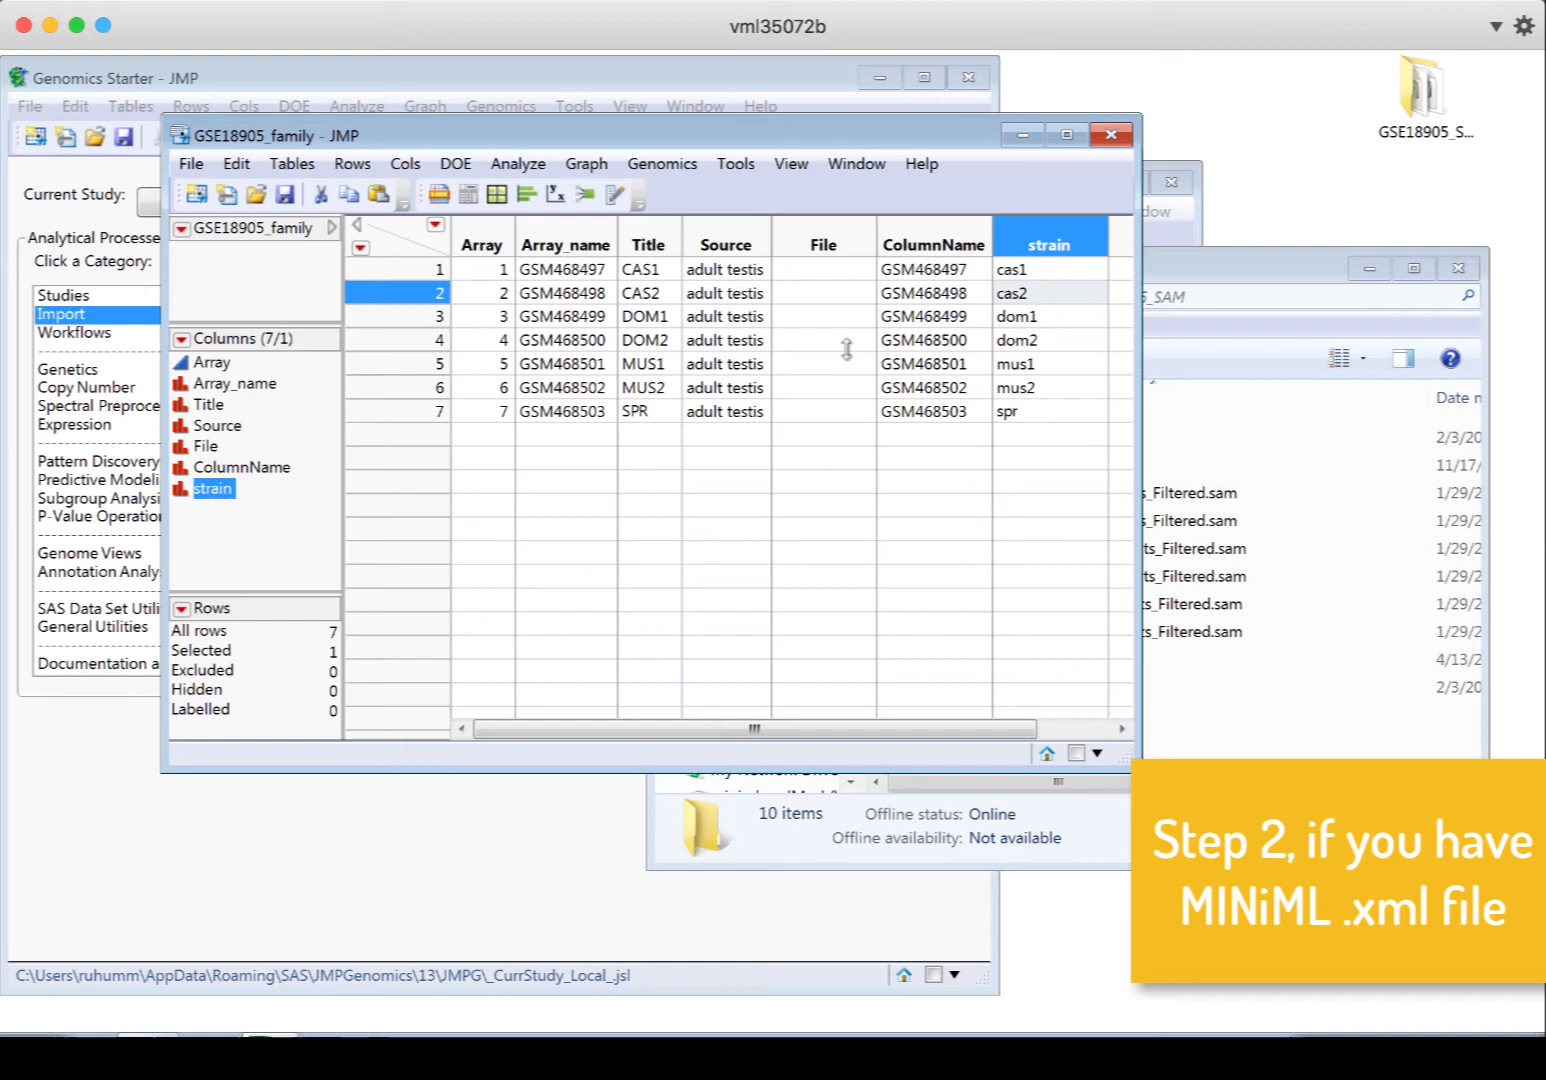 vml35072b
Genomics Starter - JMP
File Edit Tables Rows Cols DOE Analyze Graph Genomics Tools View Window Help
GSE18905_S...
GSE18905_family - JMP
File Edit Tables Rows Cols DOE Analyze Graph Genomics Tools View Window Help
Current Study:
Analytical Processe
Click a Category:
Studies
Import
Workflows
Genetics
Copy Number
Spectral Preproce
Expression
Pattern Discovery
Predictive Modeli
Subgroup Analysi
P-Value Operation
Genome Views
Annotation Analy
SAS Data Set Utili
General Utilities
Documentation a
GSE18905_family
Columns (7/1)
Array
Array_name
Title
Source
File
ColumnName
strain
Rows
All rows 7
Selected 1
Excluded 0
Hidden 0
Labelled 0
Array Array_name Title Source File ColumnName strain
1 1 GSM468497 CAS1 adult testis GSM468497 cas1
2 2 GSM468498 CAS2 adult testis GSM468498 cas2
3 3 GSM468499 DOM1 adult testis GSM468499 dom1
4 4 GSM468500 DOM2 adult testis GSM468500 dom2
5 5 GSM468501 MUS1 adult testis GSM468501 mus1
6 6 GSM468502 MUS2 adult testis GSM468502 mus2
7 7 GSM468503 SPR adult testis GSM468503 spr
dow
_SAM
Date
2/3/20
11/17/
s_Filtered.sam 1/29/2
s_Filtered.sam 1/29/2
ts_Filtered.sam 1/29/2
ts_Filtered.sam 1/29/2
s_Filtered.sam 1/29/2
s_Filtered.sam 1/29/2
4/13/2
2/3/20
10 items Offline status: Online
Offline availability: Not available
Step 2, if you have
MINiML .xml file
C:\Users\ruhumm\AppData\Roaming\SAS\JMPGenomics\13\JMPG\_CurrStudy_Local_.jsl